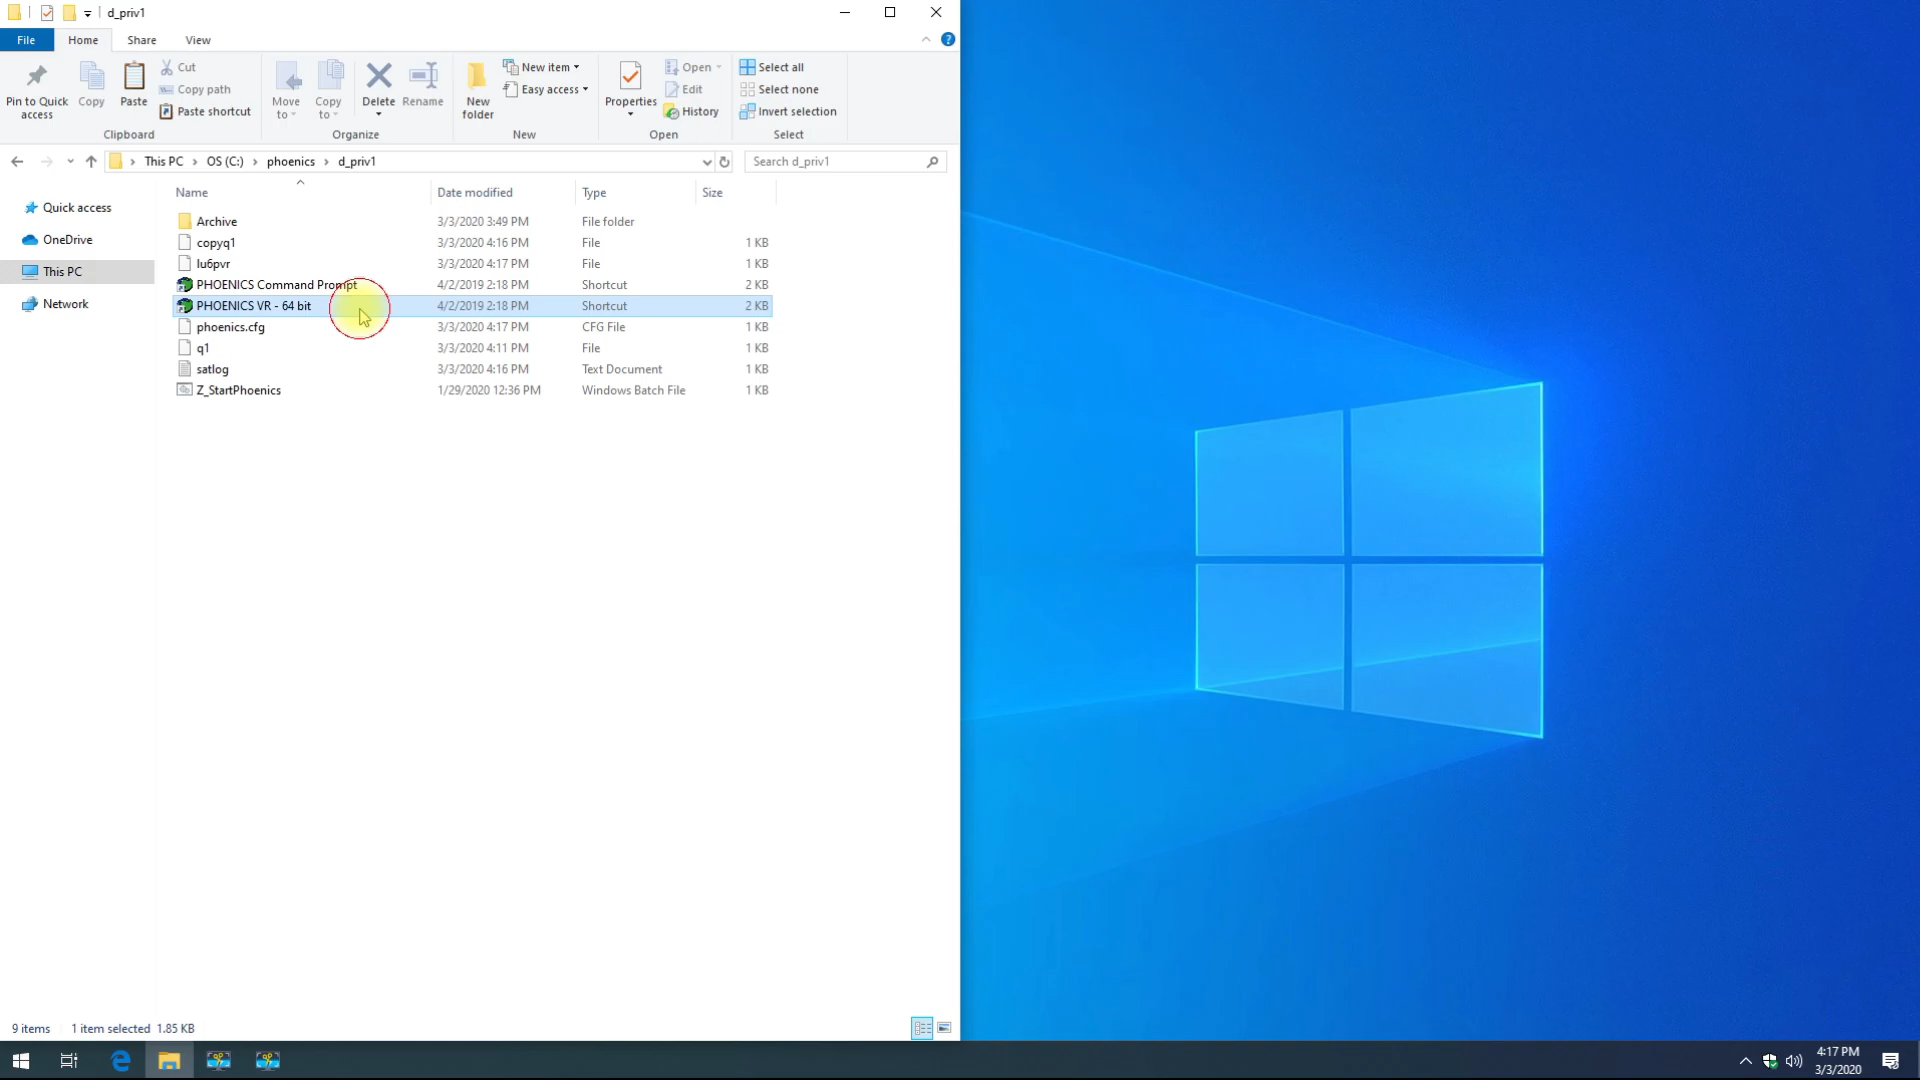 d_priv1
File Home Share View
Pin to Quick access
Copy
Paste
Cut
Copy path
Paste shortcut
Clipboard
Move to
Copy to
Delete
Rename
Organize
New folder
New item
Easy access
New
Properties
Open
Edit
History
Open
Select all
Select none
Invert selection
Select
This PC OS (C:) phoenics d_priv1
Search d_priv1
Quick access
OneDrive
This PC
Network
Name Date modified Type Size
Archive 3/3/2020 3:49 PM File folder
copyq1 3/3/2020 4:16 PM File 1 KB
lu6pvr 3/3/2020 4:17 PM File 1 KB
PHOENICS Command Prompt 4/2/2019 2:18 PM Shortcut 2 KB
PHOENICS VR - 64 bit 4/2/2019 2:18 PM Shortcut 2 KB
phoenics.cfg 3/3/2020 4:17 PM CFG File 1 KB
q1 3/3/2020 4:11 PM File 1 KB
satlog 3/3/2020 4:16 PM Text Document 1 KB
Z_StartPhoenics 1/29/2020 12:36 PM Windows Batch File 1 KB
9 items 1 item selected 1.85 KB
4:17 PM
3/3/2020